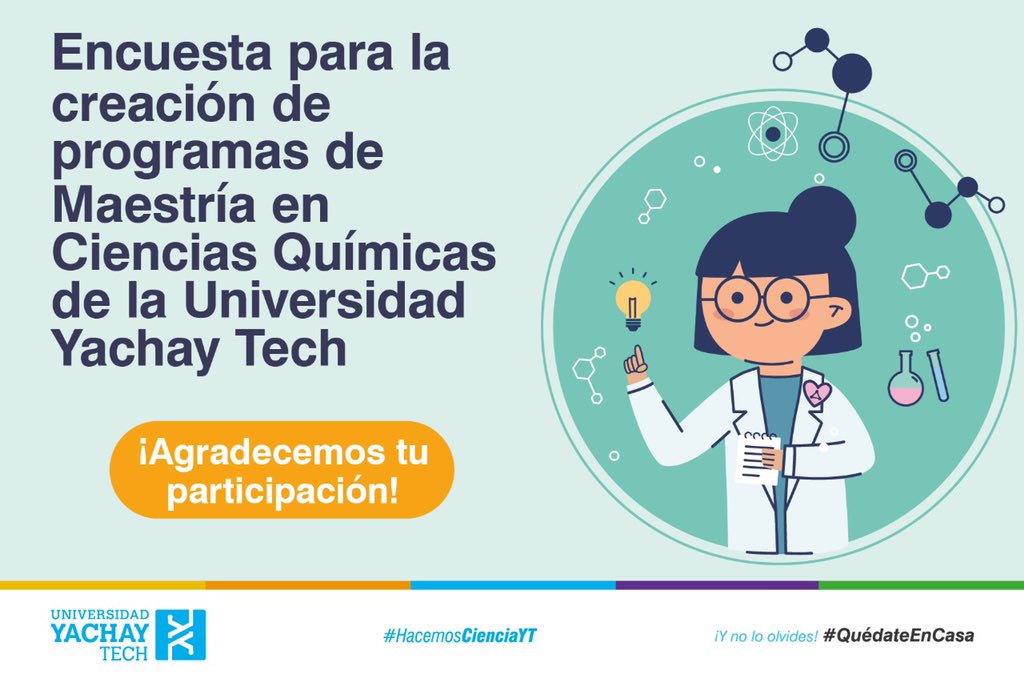 Encuesta para la
creación de
programas de
Maestría en
Ciencias Químicas
de la Universidad
Yachay Tech
¡Agradecemos tu
participación!
UNIVERSIDAD
YACHAY
TECH
#HacemosCienciaYT
¡Y no lo olvides! #QuédateEnCasa